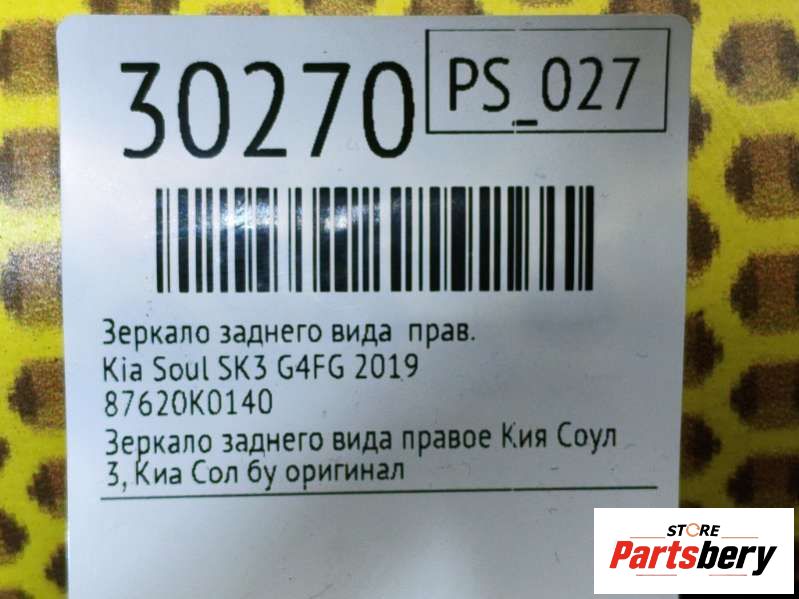 30270
PS_027
Зеркало заднего вида прав.
Kia Soul SK3 G4FG 2019
87620K0140
Зеркало заднего вида правое Кия Соул
3, Киа Сол бу оригинал
STORE
Partsbery